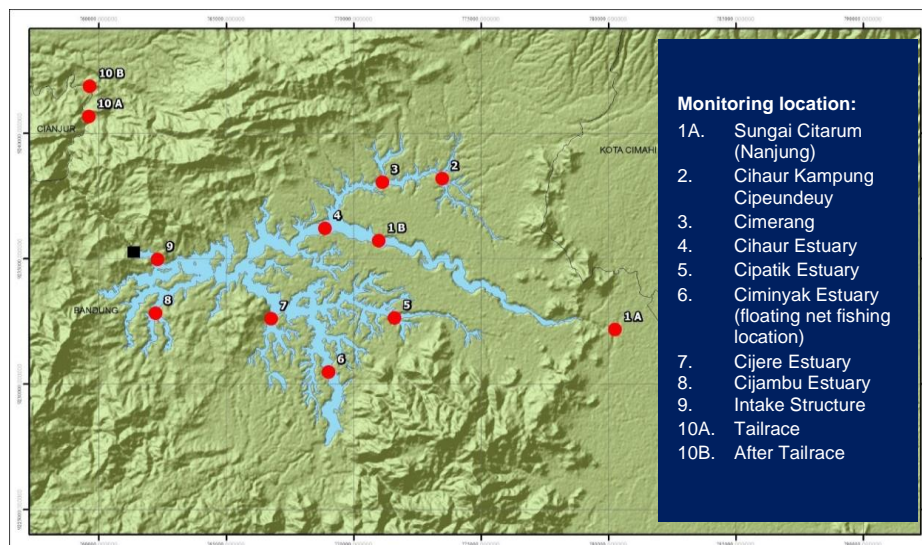 10 B
10 A
CIANJUR
KOTA CIMAHI
3
2
4
1 B
9
8
BANDUNG
7
5
1 A
6
Monitoring location:
1A. Sungai Citarum
(Nanjung)
2. Cihaur Kampung
Cipeundeuy
3. Cimerang
4. Cihaur Estuary
5. Cipatik Estuary
6. Ciminyak Estuary
(floating net fishing
location)
7. Cijere Estuary
8. Cijambu Estuary
9. Intake Structure
10A. Tailrace
10B. After Tailrace